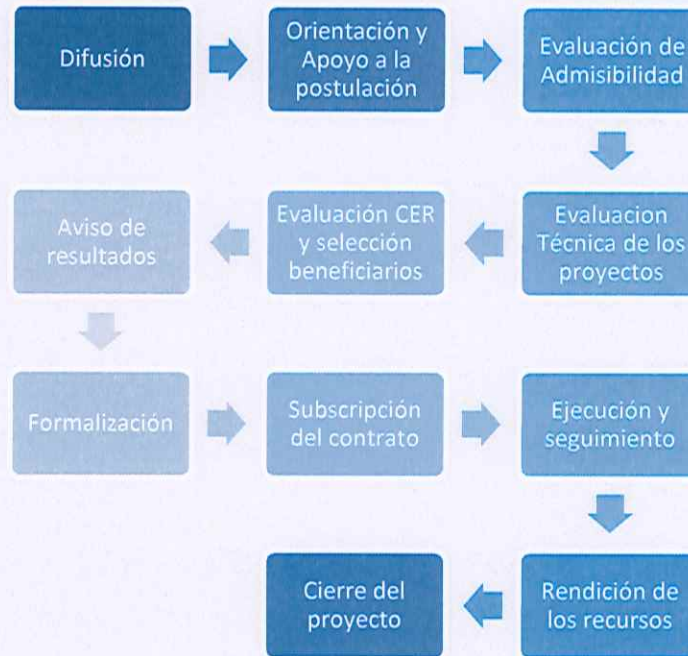 Difusión
Orientación y
Apoyo a la
postulación
Evaluación de
Admisibilidad
Evaluacion
Técnica de los
proyectos
Evaluación CER
y selección
beneficiarios
Aviso de
resultados
Formalización
Subscripción
del contrato
Ejecución y
seguimiento
Rendición de
los recursos
Cierre del
proyecto